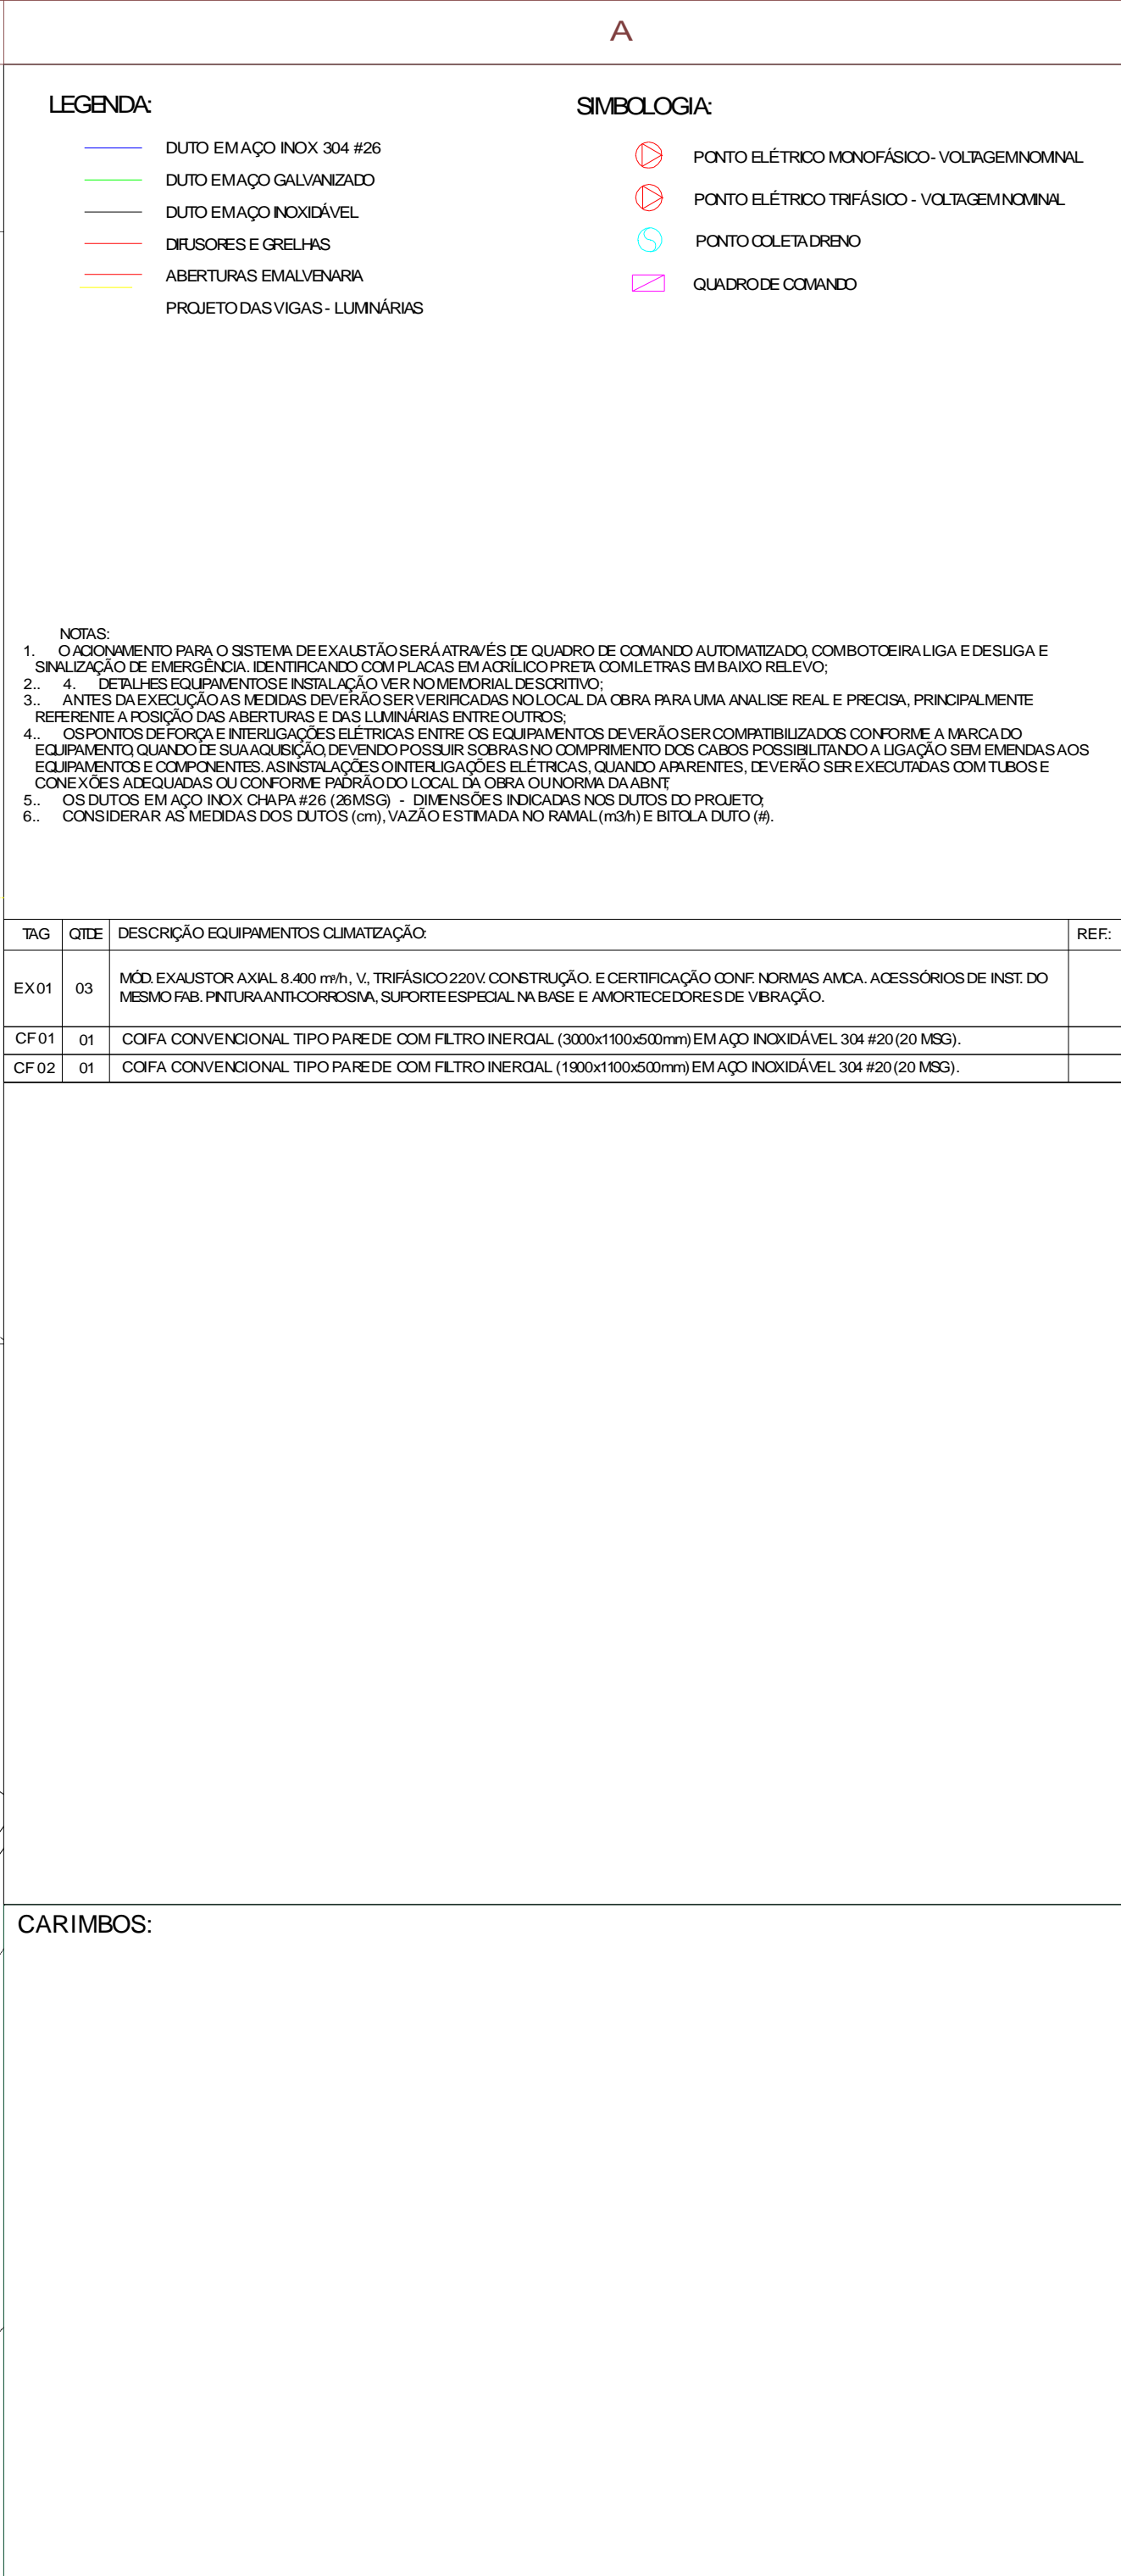 A
LEGENDA:
DUTO EM AÇO INOX 304 #26
DUTO EM AÇO GALVANIZADO
DUTO EM AÇO INOXIDÁVEL
DIFUSORES E GRELHAS
ABERTURAS EM ALVENARIA
PROJETO DAS VIGAS - LUMINÁRIAS
SIMBOLOGIA:
PONTO ELÉTRICO MONOFÁSICO - VOLTAGEM NOMINAL
PONTO ELÉTRICO TRIFÁSICO - VOLTAGEM NOMINAL
PONTO COLETA DRENO
QUADRO DE COMANDO
NOTAS:
1. O ACIONAMENTO PARA O SISTEMA DE EXAUSTÃO SERÁ ATRAVÉS DE QUADRO DE COMANDO AUTOMATIZADO, COM BOTOEIRA LIGA E DESLIGA E
SINALIZAÇÃO DE EMERGÊNCIA. IDENTIFICANDO COM PLACAS EM ACRÍLICO PRETA COM LETRAS EM BAIXO RELEVO;
2.. 4. DETALHES EQUIPAMENTOS E INSTALAÇÃO VER NO MEMORIAL DESCRITIVO;
3.. ANTES DA EXECUÇÃO AS MEDIDAS DEVERÃO SER VERIFICADAS NO LOCAL DA OBRA PARA UMA ANALISE REAL E PRECISA, PRINCIPALMENTE
REFERENTE A POSIÇÃO DAS ABERTURAS E DAS LUMINÁRIAS ENTRE OUTROS;
4.. OS PONTOS DE FORÇA E INTERLIGAÇÕES ELÉTRICAS ENTRE OS EQUIPAMENTOS DEVERÃO SER COMPATIBILIZADOS CONFORME A MARCA DO
EQUIPAMENTO, QUANDO DE SUA AQUISIÇÃO, DEVENDO POSSUIR SOBRAS NO COMPRIMENTO DOS CABOS POSSIBILITANDO A LIGAÇÃO SEM EMENDAS AOS
EQUIPAMENTOS E COMPONENTES. AS INSTALAÇÕES O INTERLIGAÇÕES ELÉTRICAS, QUANDO APARENTES, DEVERÃO SER EXECUTADAS COM TUBOS E
CONEXÕES ADEQUADAS OU CONFORME PADRÃO DO LOCAL DA OBRA OU NORMA DA ABNT;
5.. OS DUTOS EM AÇO INOX CHAPA #26 (26MSG) - DIMENSÕES INDICADAS NOS DUTOS DO PROJETO;
6.. CONSIDERAR AS MEDIDAS DOS DUTOS (cm), VAZÃO ESTIMADA NO RAMAL (m3/h) E BITOLA DUTO (#).
TAG QTDE DESCRIÇÃO EQUIPAMENTOS CLIMATIZAÇÃO: REF.:
EX 01 03 MÓD. EXAUSTOR AXIAL 8.400 m³/h, V., TRIFÁSICO 220V. CONSTRUÇÃO. E CERTIFICAÇÃO CONF. NORMAS AMCA. ACESSÓRIOS DE INST. DO
MESMO FAB. PINTURA ANTI-CORROSIVA, SUPORTE ESPECIAL NA BASE E AMORTECEDORES DE VIBRAÇÃO.
CF 01 01 COIFA CONVENCIONAL TIPO PAREDE COM FILTRO INERCIAL (3000x1100x500mm) EM AÇO INOXIDÁVEL 304 #20 (20 MSG).
CF 02 01 COIFA CONVENCIONAL TIPO PAREDE COM FILTRO INERCIAL (1900x1100x500mm) EM AÇO INOXIDÁVEL 304 #20 (20 MSG).
CARIMBOS: